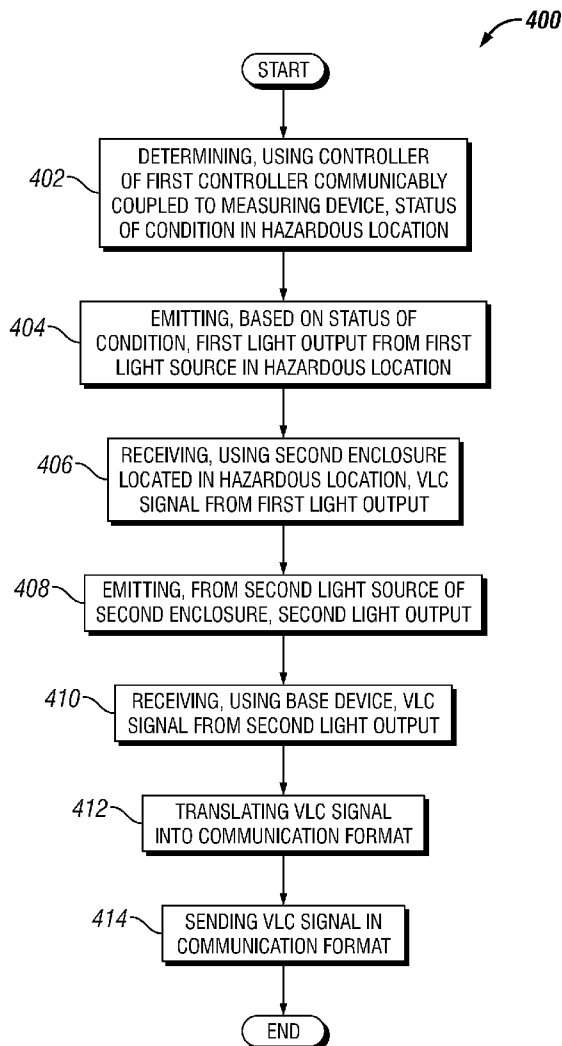 400
START
402
DETERMINING, USING CONTROLLER
OF FIRST CONTROLLER COMMUNICABLY
COUPLED TO MEASURING DEVICE, STATUS
OF CONDITION IN HAZARDOUS LOCATION
404
EMITTING, BASED ON STATUS OF
CONDITION, FIRST LIGHT OUTPUT FROM FIRST
LIGHT SOURCE IN HAZARDOUS LOCATION
406
RECEIVING, USING SECOND ENCLOSURE
LOCATED IN HAZARDOUS LOCATION, VLC
SIGNAL FROM FIRST LIGHT OUTPUT
408
EMITTING, FROM SECOND LIGHT SOURCE OF
SECOND ENCLOSURE, SECOND LIGHT OUTPUT
410
RECEIVING, USING BASE DEVICE, VLC
SIGNAL FROM SECOND LIGHT OUTPUT
412
TRANSLATING VLC SIGNAL
INTO COMMUNICATION FORMAT
414
SENDING VLC SIGNAL IN
COMMUNICATION FORMAT
END